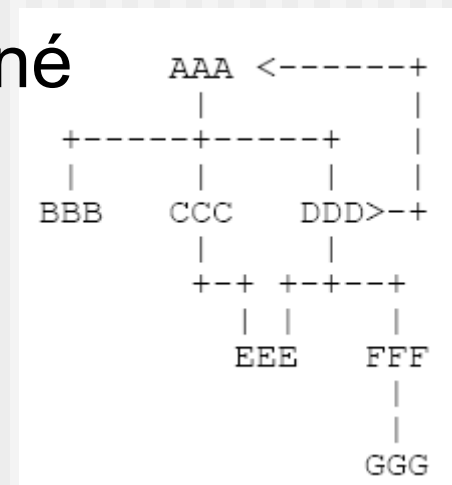 né
AAA <------+
| |
+-----+-----+ |
| | | |
BBB CCC DDD>-+
| |
+-+ +-+--+
| | |
EEE FFF
|
|
GGG